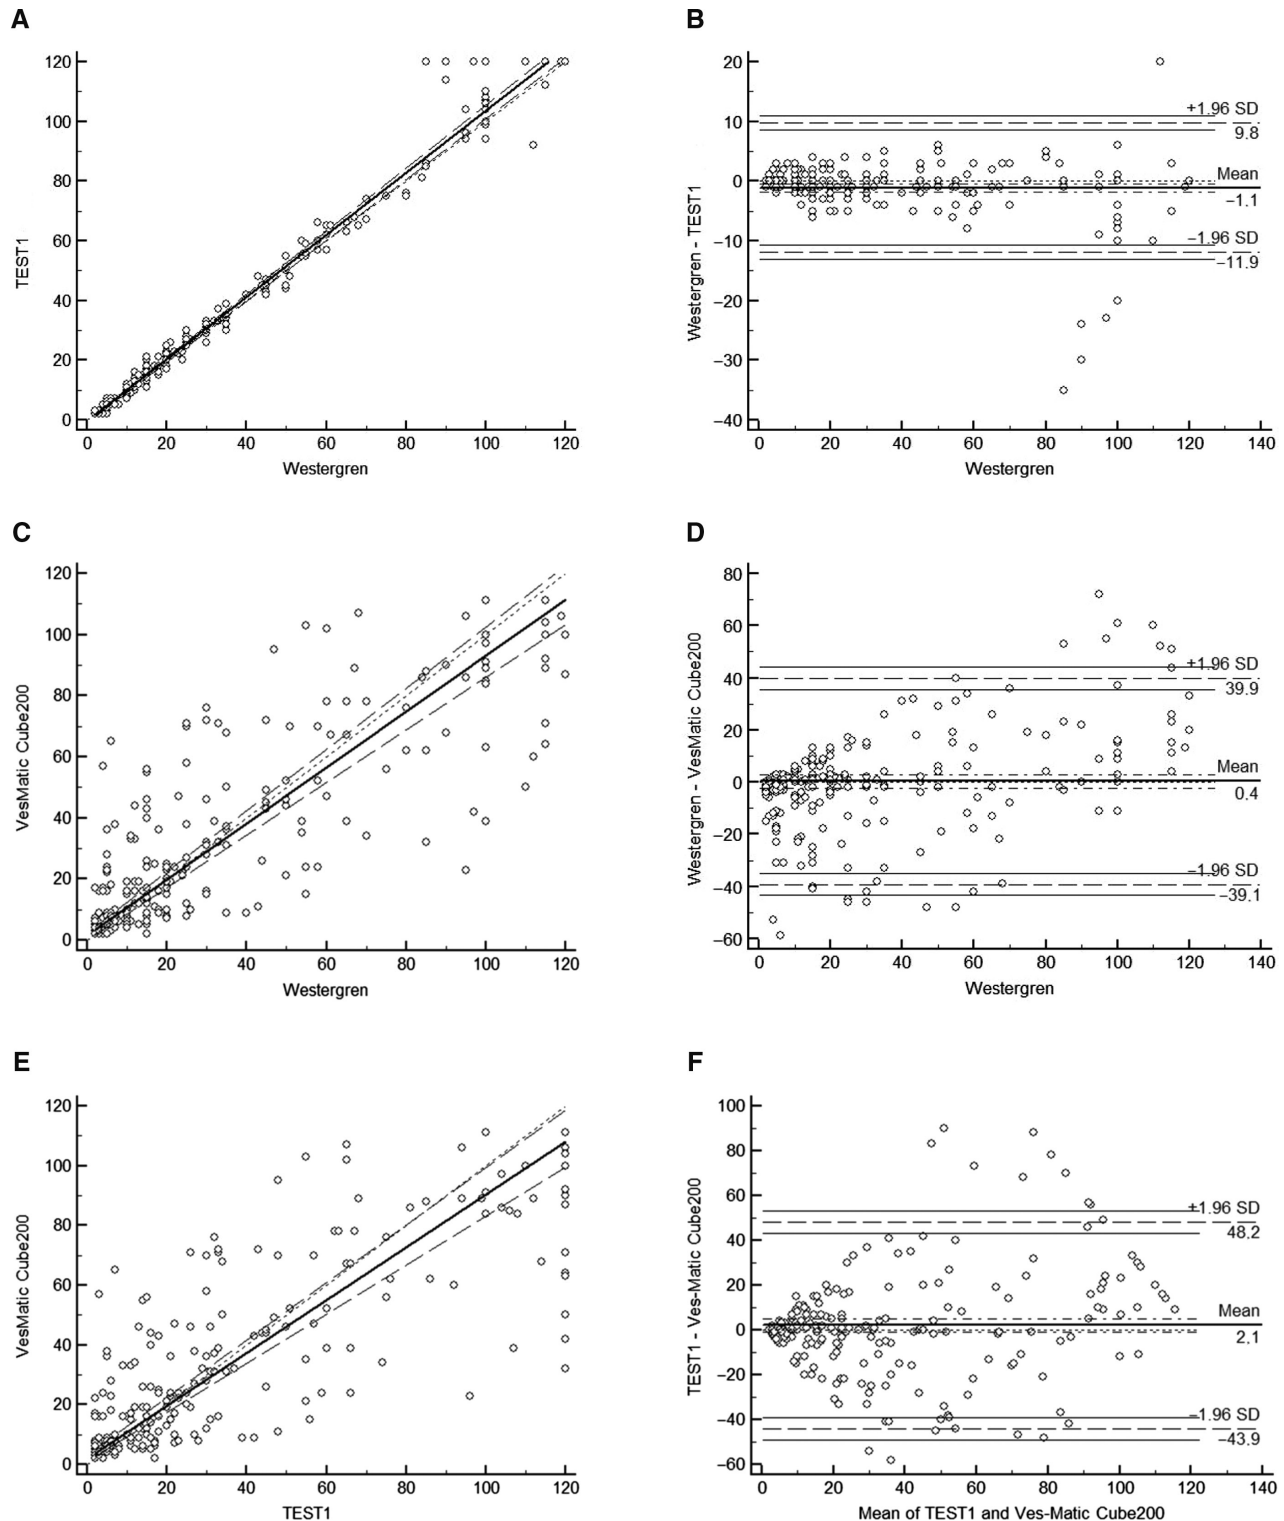 A
B
120
100
80
60
40
20
0
TEST1
0 20 40 60 80 100 120
Westergren
20
10
0
−10
−20
−30
−40
Westergren - TEST1
+1.96 SD
9.8
Mean
−1.1
−1.96 SD
−11.9
0 20 40 60 80 100 120 140
Westergren
C
D
120
100
80
60
40
20
0
VesMatic Cube200
0 20 40 60 80 100 120
Westergren
80
60
40
20
0
−20
−40
−60
Westergren - VesMatic Cube200
+1.96 SD
39.9
Mean
0.4
−1.96 SD
−39.1
0 20 40 60 80 100 120 140
Westergren
E
F
120
100
80
60
40
20
0
VesMatic Cube200
0 20 40 60 80 100 120
TEST1
100
80
60
40
20
0
−20
−40
−60
TEST1 - Ves-Matic Cube200
+1.96 SD
48.2
Mean
2.1
−1.96 SD
−43.9
0 20 40 60 80 100 120 140
Mean of TEST1 and Ves-Matic Cube200